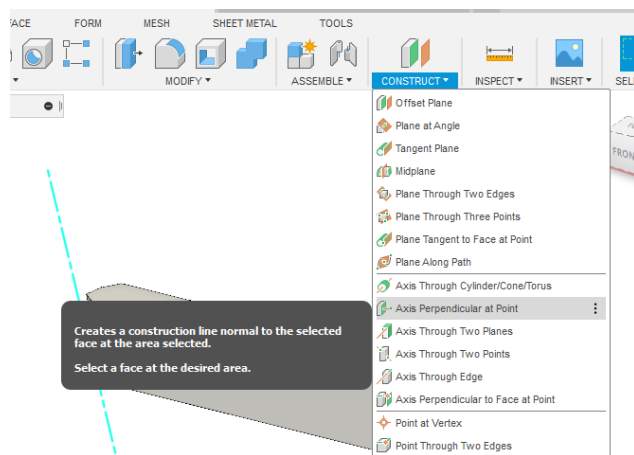 FACE
FORM
MESH
SHEET METAL
TOOLS
MODIFY
ASSEMBLE
CONSTRUCT
INSPECT
INSERT
Offset Plane
Plane at Angle
Tangent Plane
Midplane
Plane Through Two Edges
Plane Through Three Points
Plane Tangent to Face at Point
Plane Along Path
Axis Through Cylinder/Cone/Torus
Axis Perpendicular at Point
Axis Through Two Planes
Axis Through Two Points
Axis Through Edge
Axis Perpendicular to Face at Point
Point at Vertex
Point Through Two Edges
Creates a construction line normal to the selected
face at the area selected.
Select a face at the desired area.